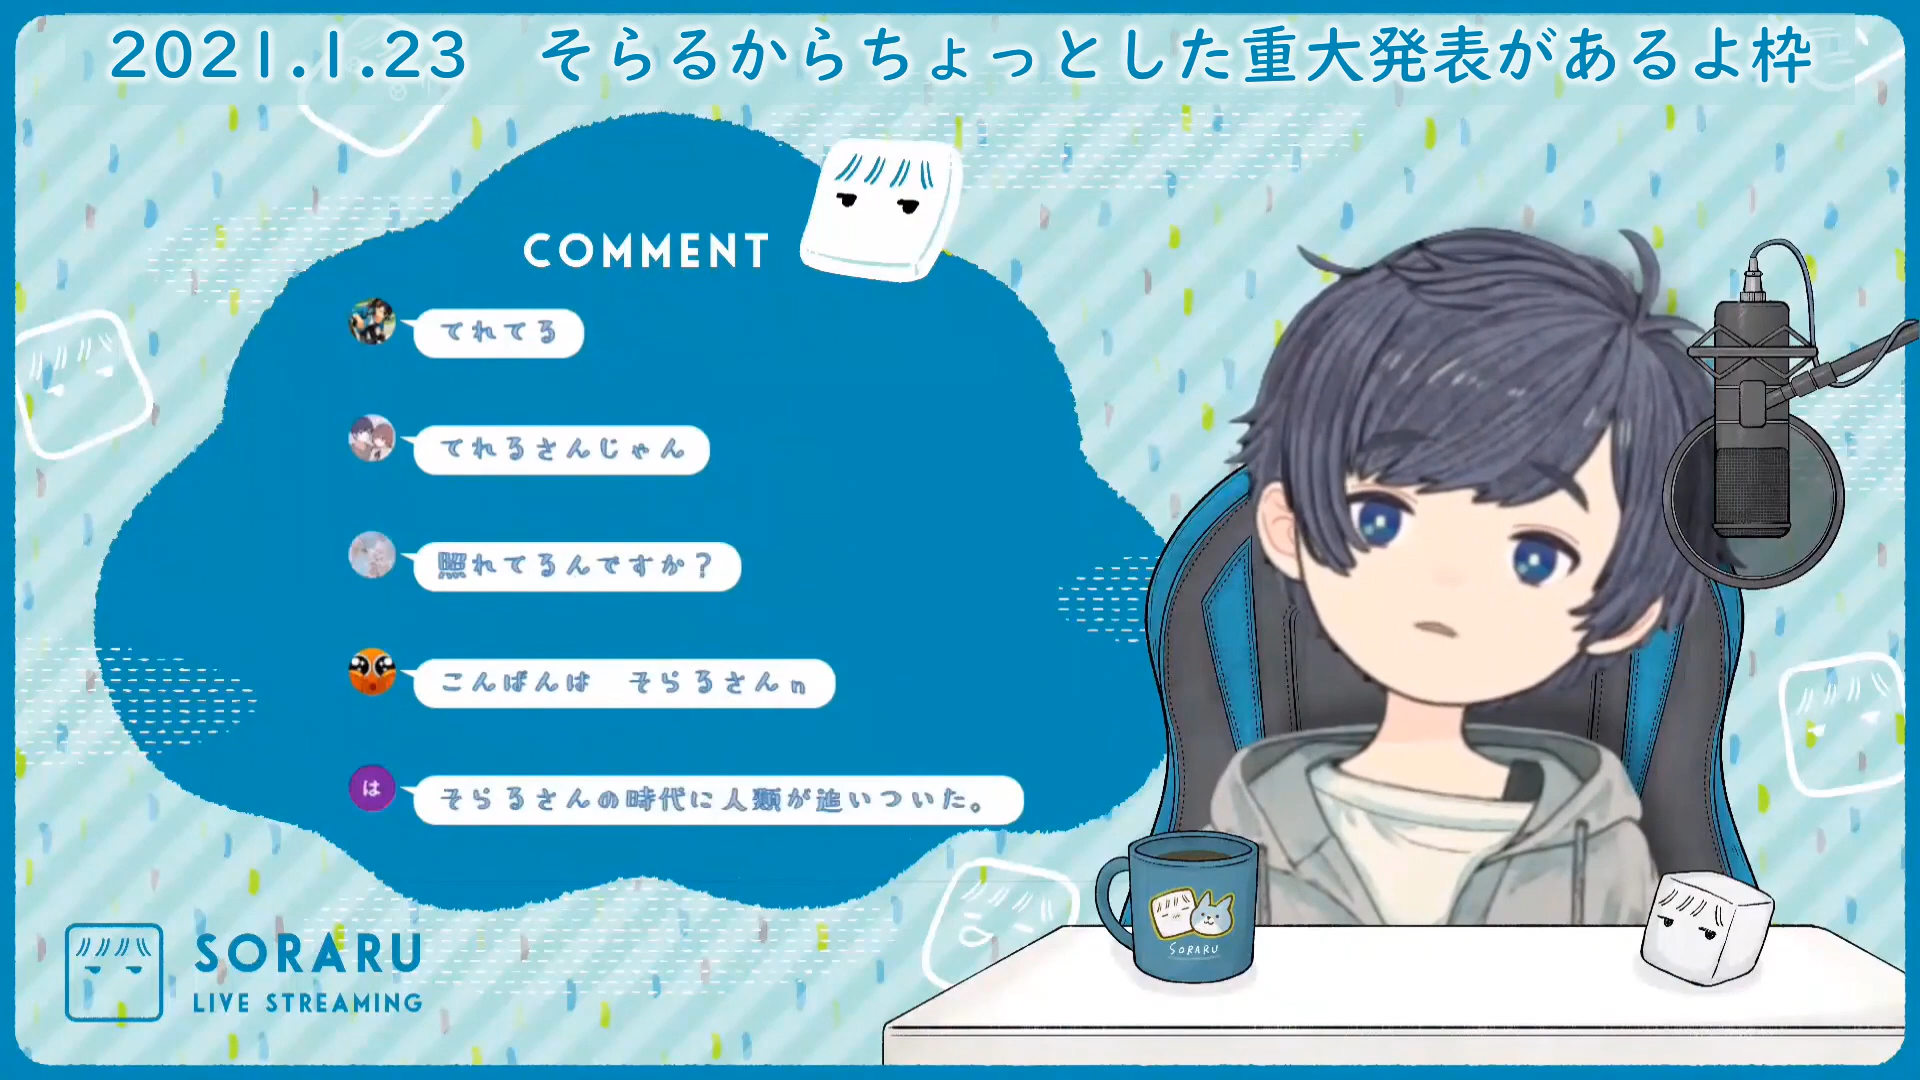 2021.1.23　そらるからちょっとした重大発表があるよ枠
COMMENT
てれてる
てれるさんじゃん
照れてるんですか？
こんばんは　そらるさんn
は
そらるさんの時代に人類が追いついた。
SORARU
SORARU
LIVE STREAMING